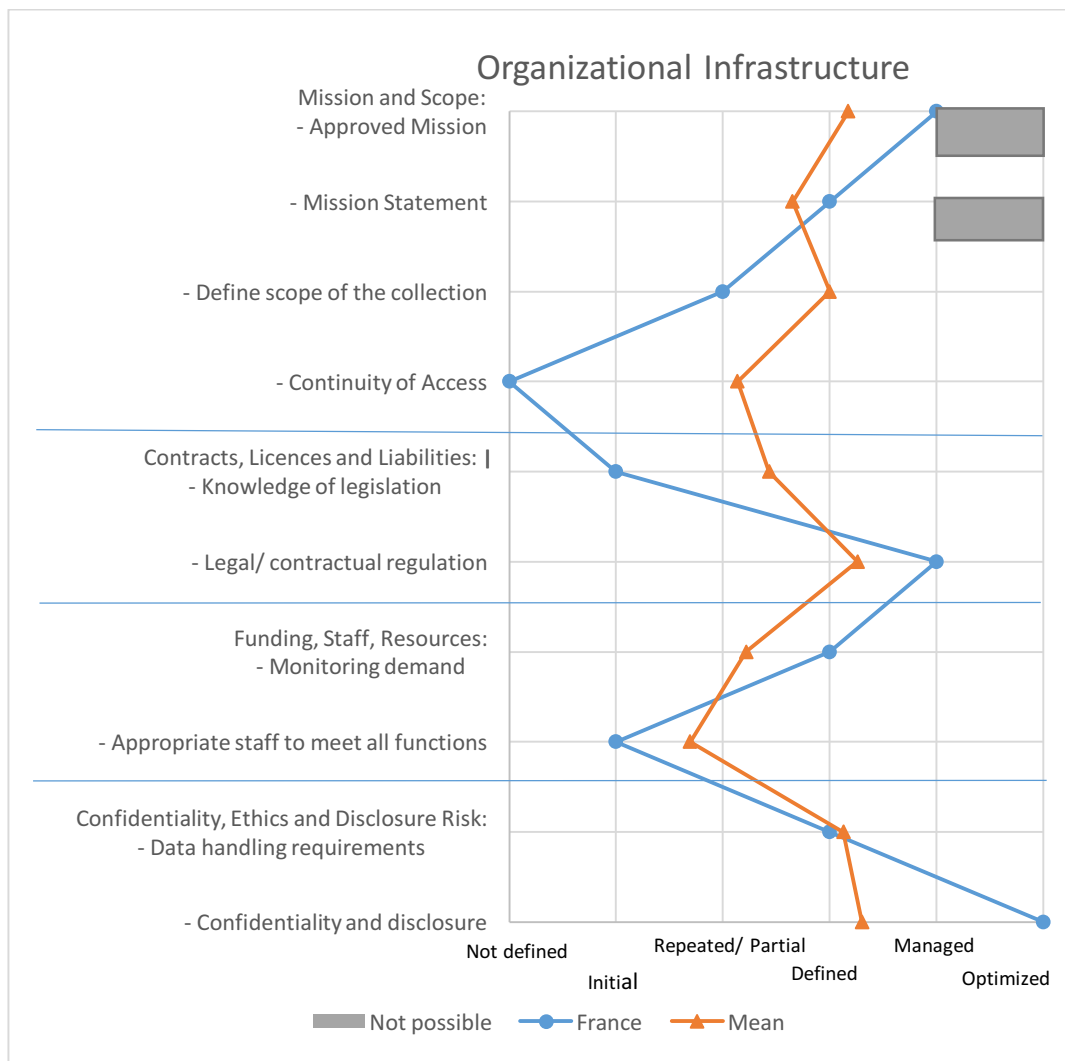 Organizational Infrastructure
Mission and Scope:
- Approved Mission
- Mission Statement
- Define scope of the collection
- Continuity of Access
Contracts, Licences and Liabilities: |
- Knowledge of legislation
- Legal/ contractual regulation
Funding, Staff, Resources:
- Monitoring demand
- Appropriate staff to meet all functions
Confidentiality, Ethics and Disclosure Risk:
- Data handling requirements
- Confidentiality and disclosure
Not defined
Initial
Repeated/ Partial
Defined
Managed
Optimized
Not possible
France
Mean